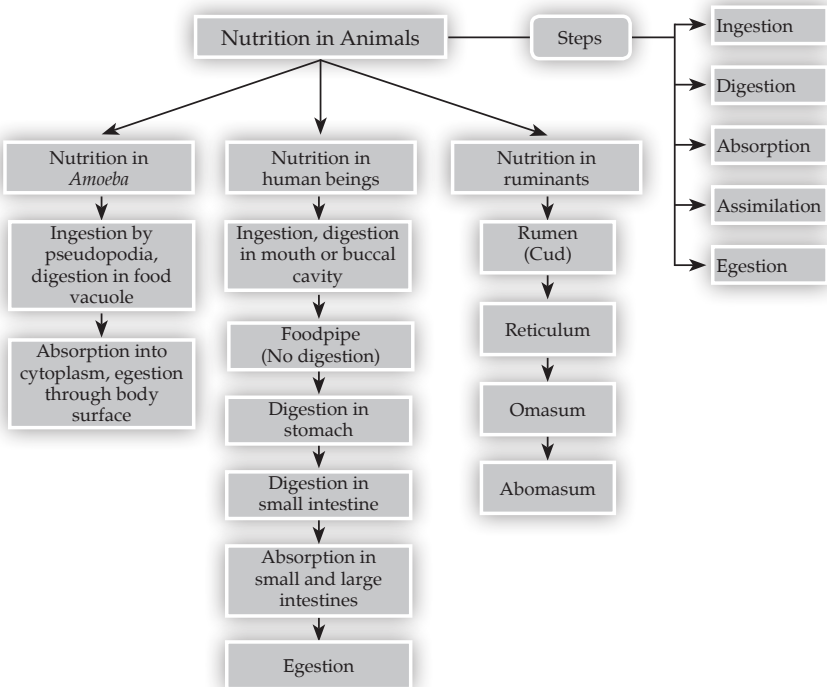 Nutrition in Animals
Steps
Ingestion
Digestion
Absorption
Assimilation
Egestion
Nutrition in
Amoeba
Ingestion by
pseudopodia,
digestion in food
vacuole
Absorption into
cytoplasm, egestion
through body
surface
Nutrition in
human beings
Ingestion, digestion
in mouth or buccal
cavity
Foodpipe
(No digestion)
Digestion in
stomach
Digestion in
small intestine
Absorption in
small and large
intestines
Egestion
Nutrition in
ruminants
Rumen
(Cud)
Reticulum
Omasum
Abomasum